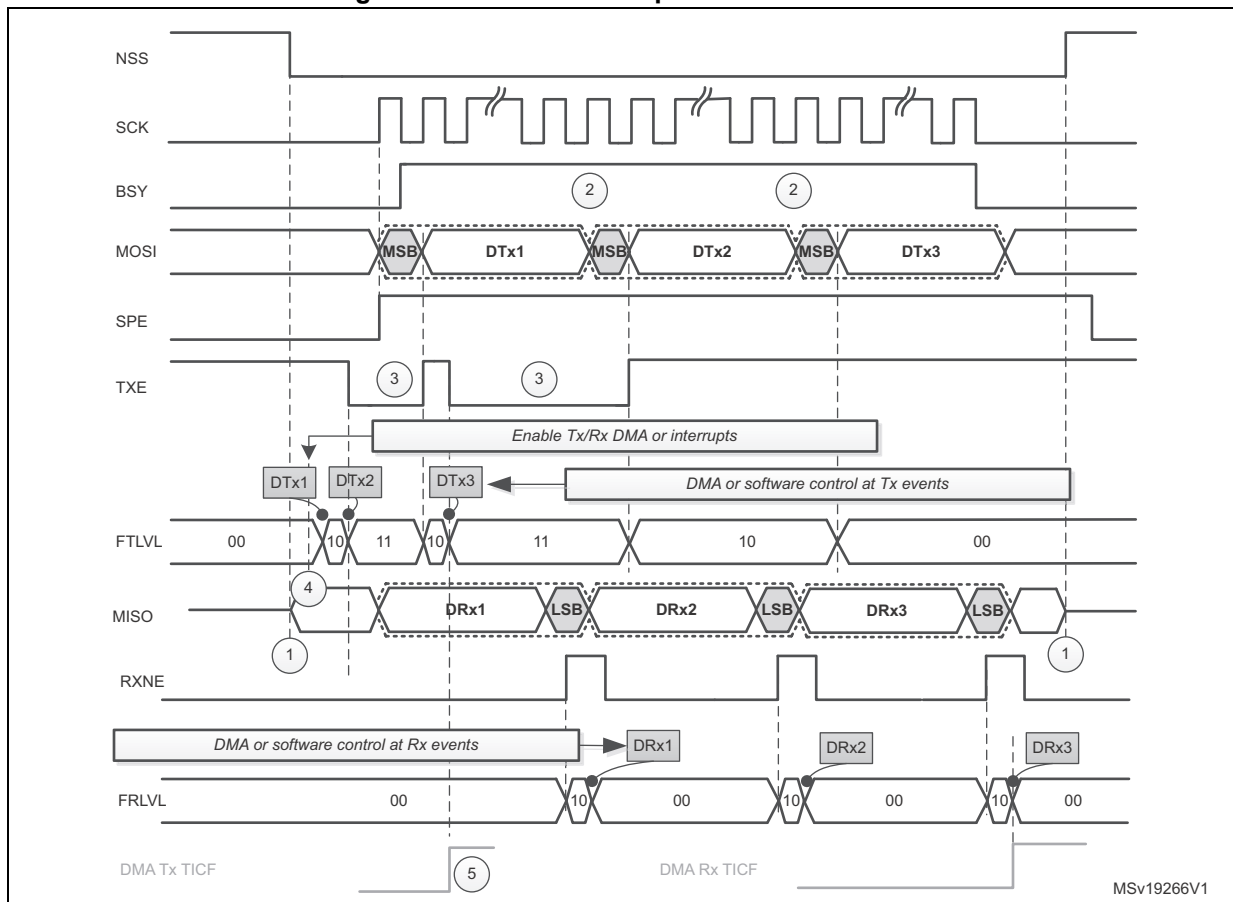 NSS
SCK
BSY
2 2
MOSI
MSB DTx1 MSB DTx2 MSB DTx3
SPE
TXE
3 3
Enable Tx/Rx DMA or interrupts
DTx1 DTx2 DTx3 DMA or software control at Tx events
FTLVL 00 10 11 10 11 10 00
4
MISO DRx1 LSB DRx2 LSB DRx3 LSB
1 1
RXNE
DMA or software control at Rx events DRx1 DRx2 DRx3
FRLVL 00 10 00 10 00 10 00
DMA Tx TICF 5 DMA Rx TICF
MSv19266V1